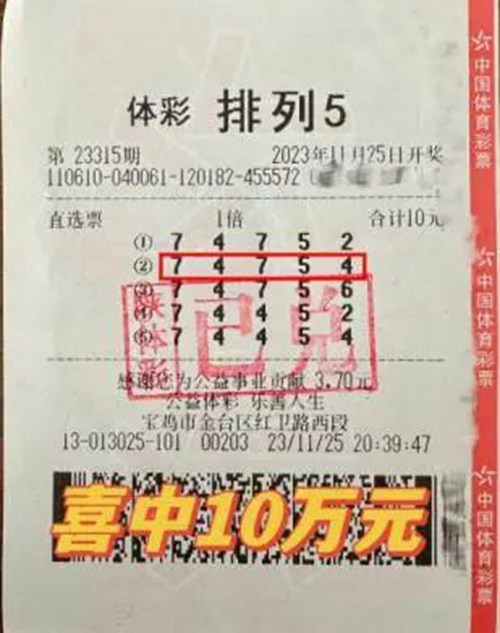 体彩 排列5
第 23315期 2023年11月25日开奖
110610-040061-120182-455572
直选票 1倍 合计10元
① 7 4 7 5 2
② 7 4 7 5 4
③ 7 4 7 5 6
④ 7 4 4 5 2
⑤ 7 4 4 5 4
陕体彩 已兑
感谢您为公益事业贡献 3.70元
公益体彩 乐善人生
宝鸡市金台区红卫路西段
13-013025-101 00203 23/11/25 20:39:47
喜中10万元
中国体育彩票
中国体育彩票
中国体育彩票